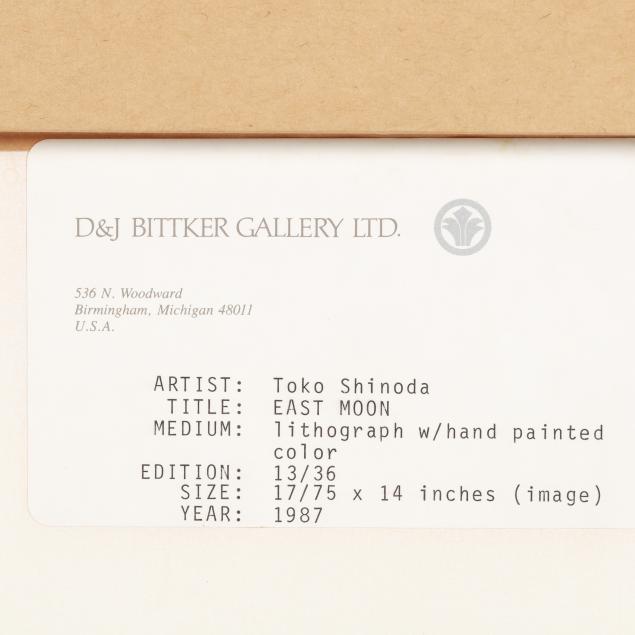 D&J BITTKER GALLERY LTD.
536 N. Woodward
Birmingham, Michigan 48011
U.S.A.
ARTIST: Toko Shinoda
TITLE: EAST MOON
MEDIUM: lithograph w/hand painted
color
EDITION: 13/36
SIZE: 17/75 x 14 inches (image)
YEAR: 1987